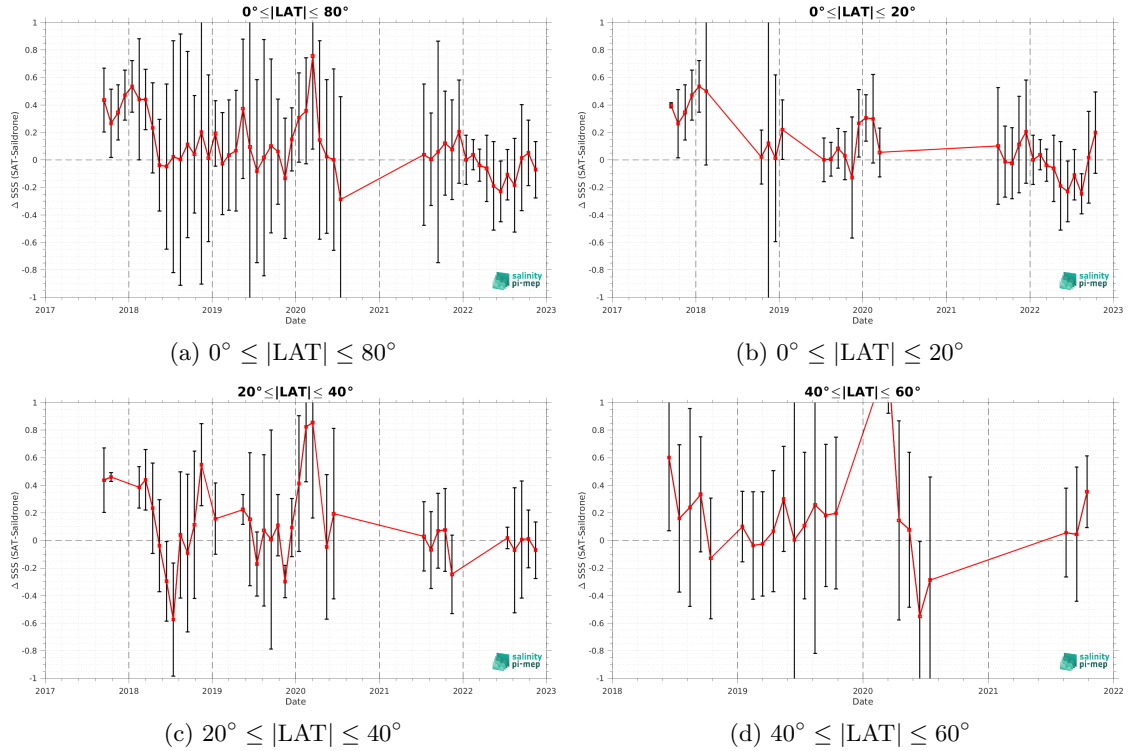 0°≤|LAT|≤ 80°
Δ SSS (SAT-Saildrone)
1
0.8
0.6
0.4
0.2
0
-0.2
-0.4
-0.6
-0.8
-1
2017 2018 2019 2020 2021 2022 2023
Date
salinity
pi-mep
(a) 0° ≤ |LAT| ≤ 80°
0°≤|LAT|≤ 20°
Δ SSS (SAT-Saildrone)
1
0.8
0.6
0.4
0.2
0
-0.2
-0.4
-0.6
-0.8
-1
2017 2018 2019 2020 2021 2022 2023
Date
salinity
pi-mep
(b) 0° ≤ |LAT| ≤ 20°
20°≤|LAT|≤ 40°
Δ SSS (SAT-Saildrone)
1
0.8
0.6
0.4
0.2
0
-0.2
-0.4
-0.6
-0.8
-1
2017 2018 2019 2020 2021 2022 2023
Date
salinity
pi-mep
(c) 20° ≤ |LAT| ≤ 40°
40°≤|LAT|≤ 60°
Δ SSS (SAT-Saildrone)
1
0.8
0.6
0.4
0.2
0
-0.2
-0.4
-0.6
-0.8
-1
2018 2019 2020 2021 2022
Date
salinity
pi-mep
(d) 40° ≤ |LAT| ≤ 60°